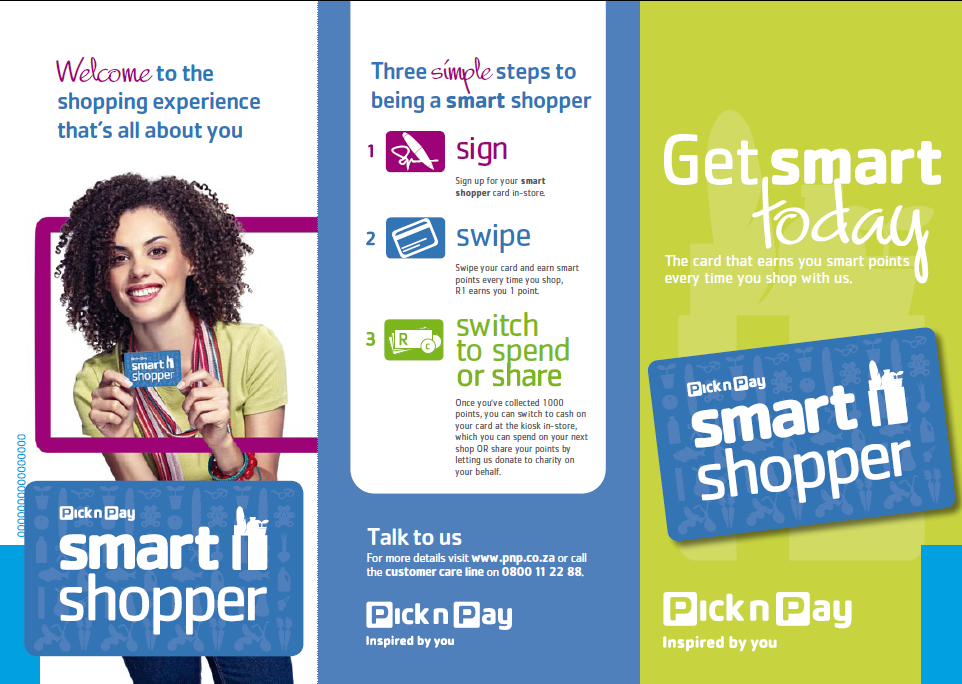 Welcome to the
shopping experience
that's all about you
Pick n Pay
smart
shopper
0000000000000000
Pick n Pay
smart
shopper
Three simple steps to
being a smart shopper
1
sign
Sign up for your smart
shopper card in-store.
2
swipe
Swipe your card and earn smart
points every time you shop,
R1 earns you 1 point.
3
R
c
switch
to spend
or share
Once you've collected 1000
points, you can switch to cash on
your card at the kiosk in-store,
which you can spend on your next
shop OR share your points by
letting us donate to charity on
your behalf.
Talk to us
For more details visit www.pnp.co.za or call
the customer care line on 0800 11 22 88.
Pick n Pay
Inspired by you
Get smart
today
The card that earns you smart points
every time you shop with us.
Pick n Pay
smart
shopper
Pick n Pay
Inspired by you